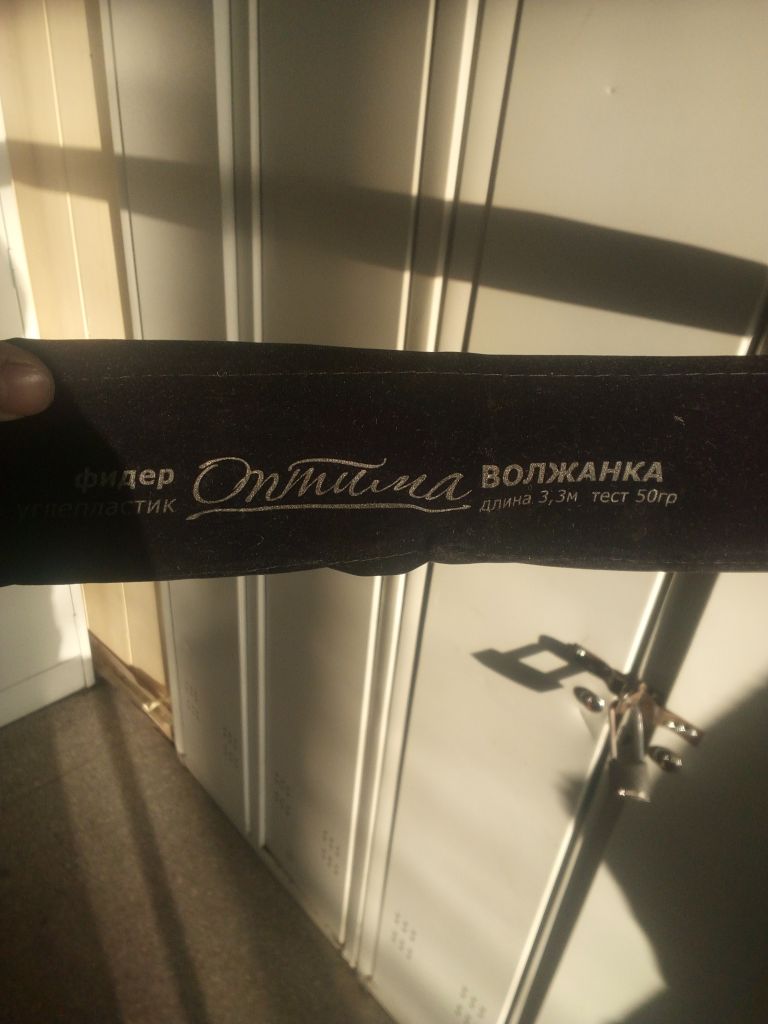 фидер
углепластик
Оптима
ВОЛЖАНКА
длина 3,3м тест 50гр